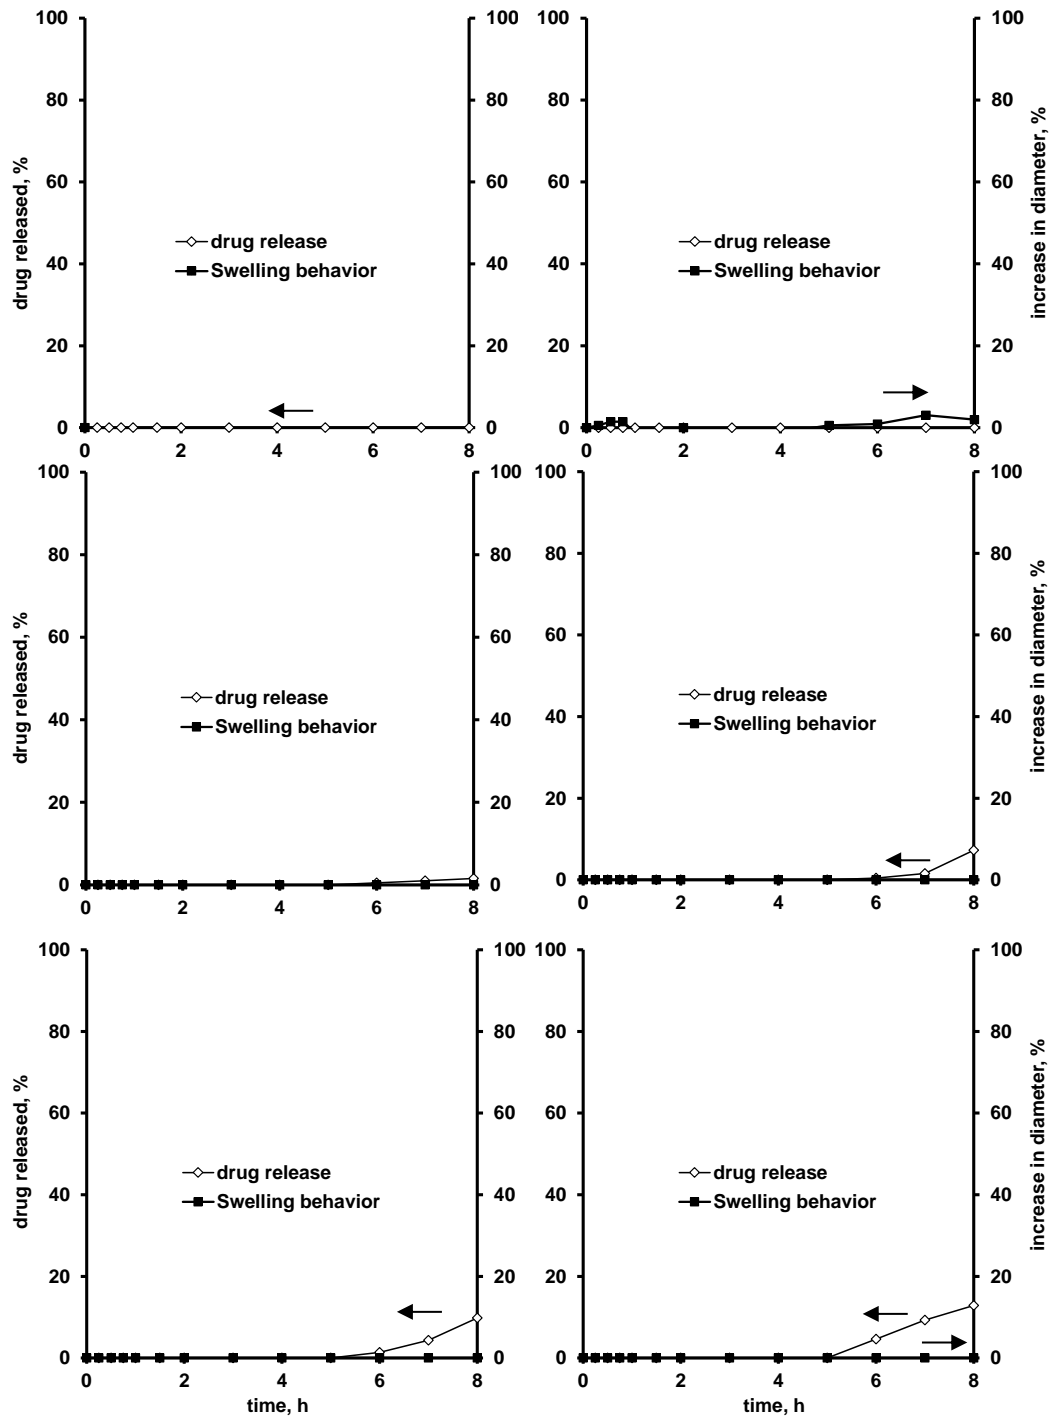 100 100 100 100
80 80 80 80
60 60 60 60
40 40 40 40
20 20 20 20
0 0 0 0
0 2 4 6 8 0 2 4 6 8
drug released, %
increase in diameter, %
drug release
Swelling behavior
drug release
Swelling behavior
100 100 100 100
80 80 80 80
60 60 60 60
40 40 40 40
20 20 20 20
0 0 0 0
0 2 4 6 8 0 2 4 6 8
drug released, %
increase in diameter, %
drug release
Swelling behavior
drug release
Swelling behavior
100 100 100 100
80 80 80 80
60 60 60 60
40 40 40 40
20 20 20 20
0 0 0 0
0 2 4 6 8 0 2 4 6 8
drug released, %
increase in diameter, %
drug release
Swelling behavior
drug release
Swelling behavior
time, h
time, h